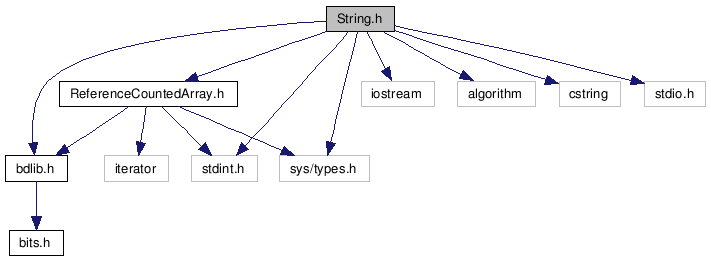 String.h
ReferenceCountedArray.h
iostream
algorithm
cstring
stdio.h
bdlib.h
iterator
stdint.h
sys/types.h
bits.h